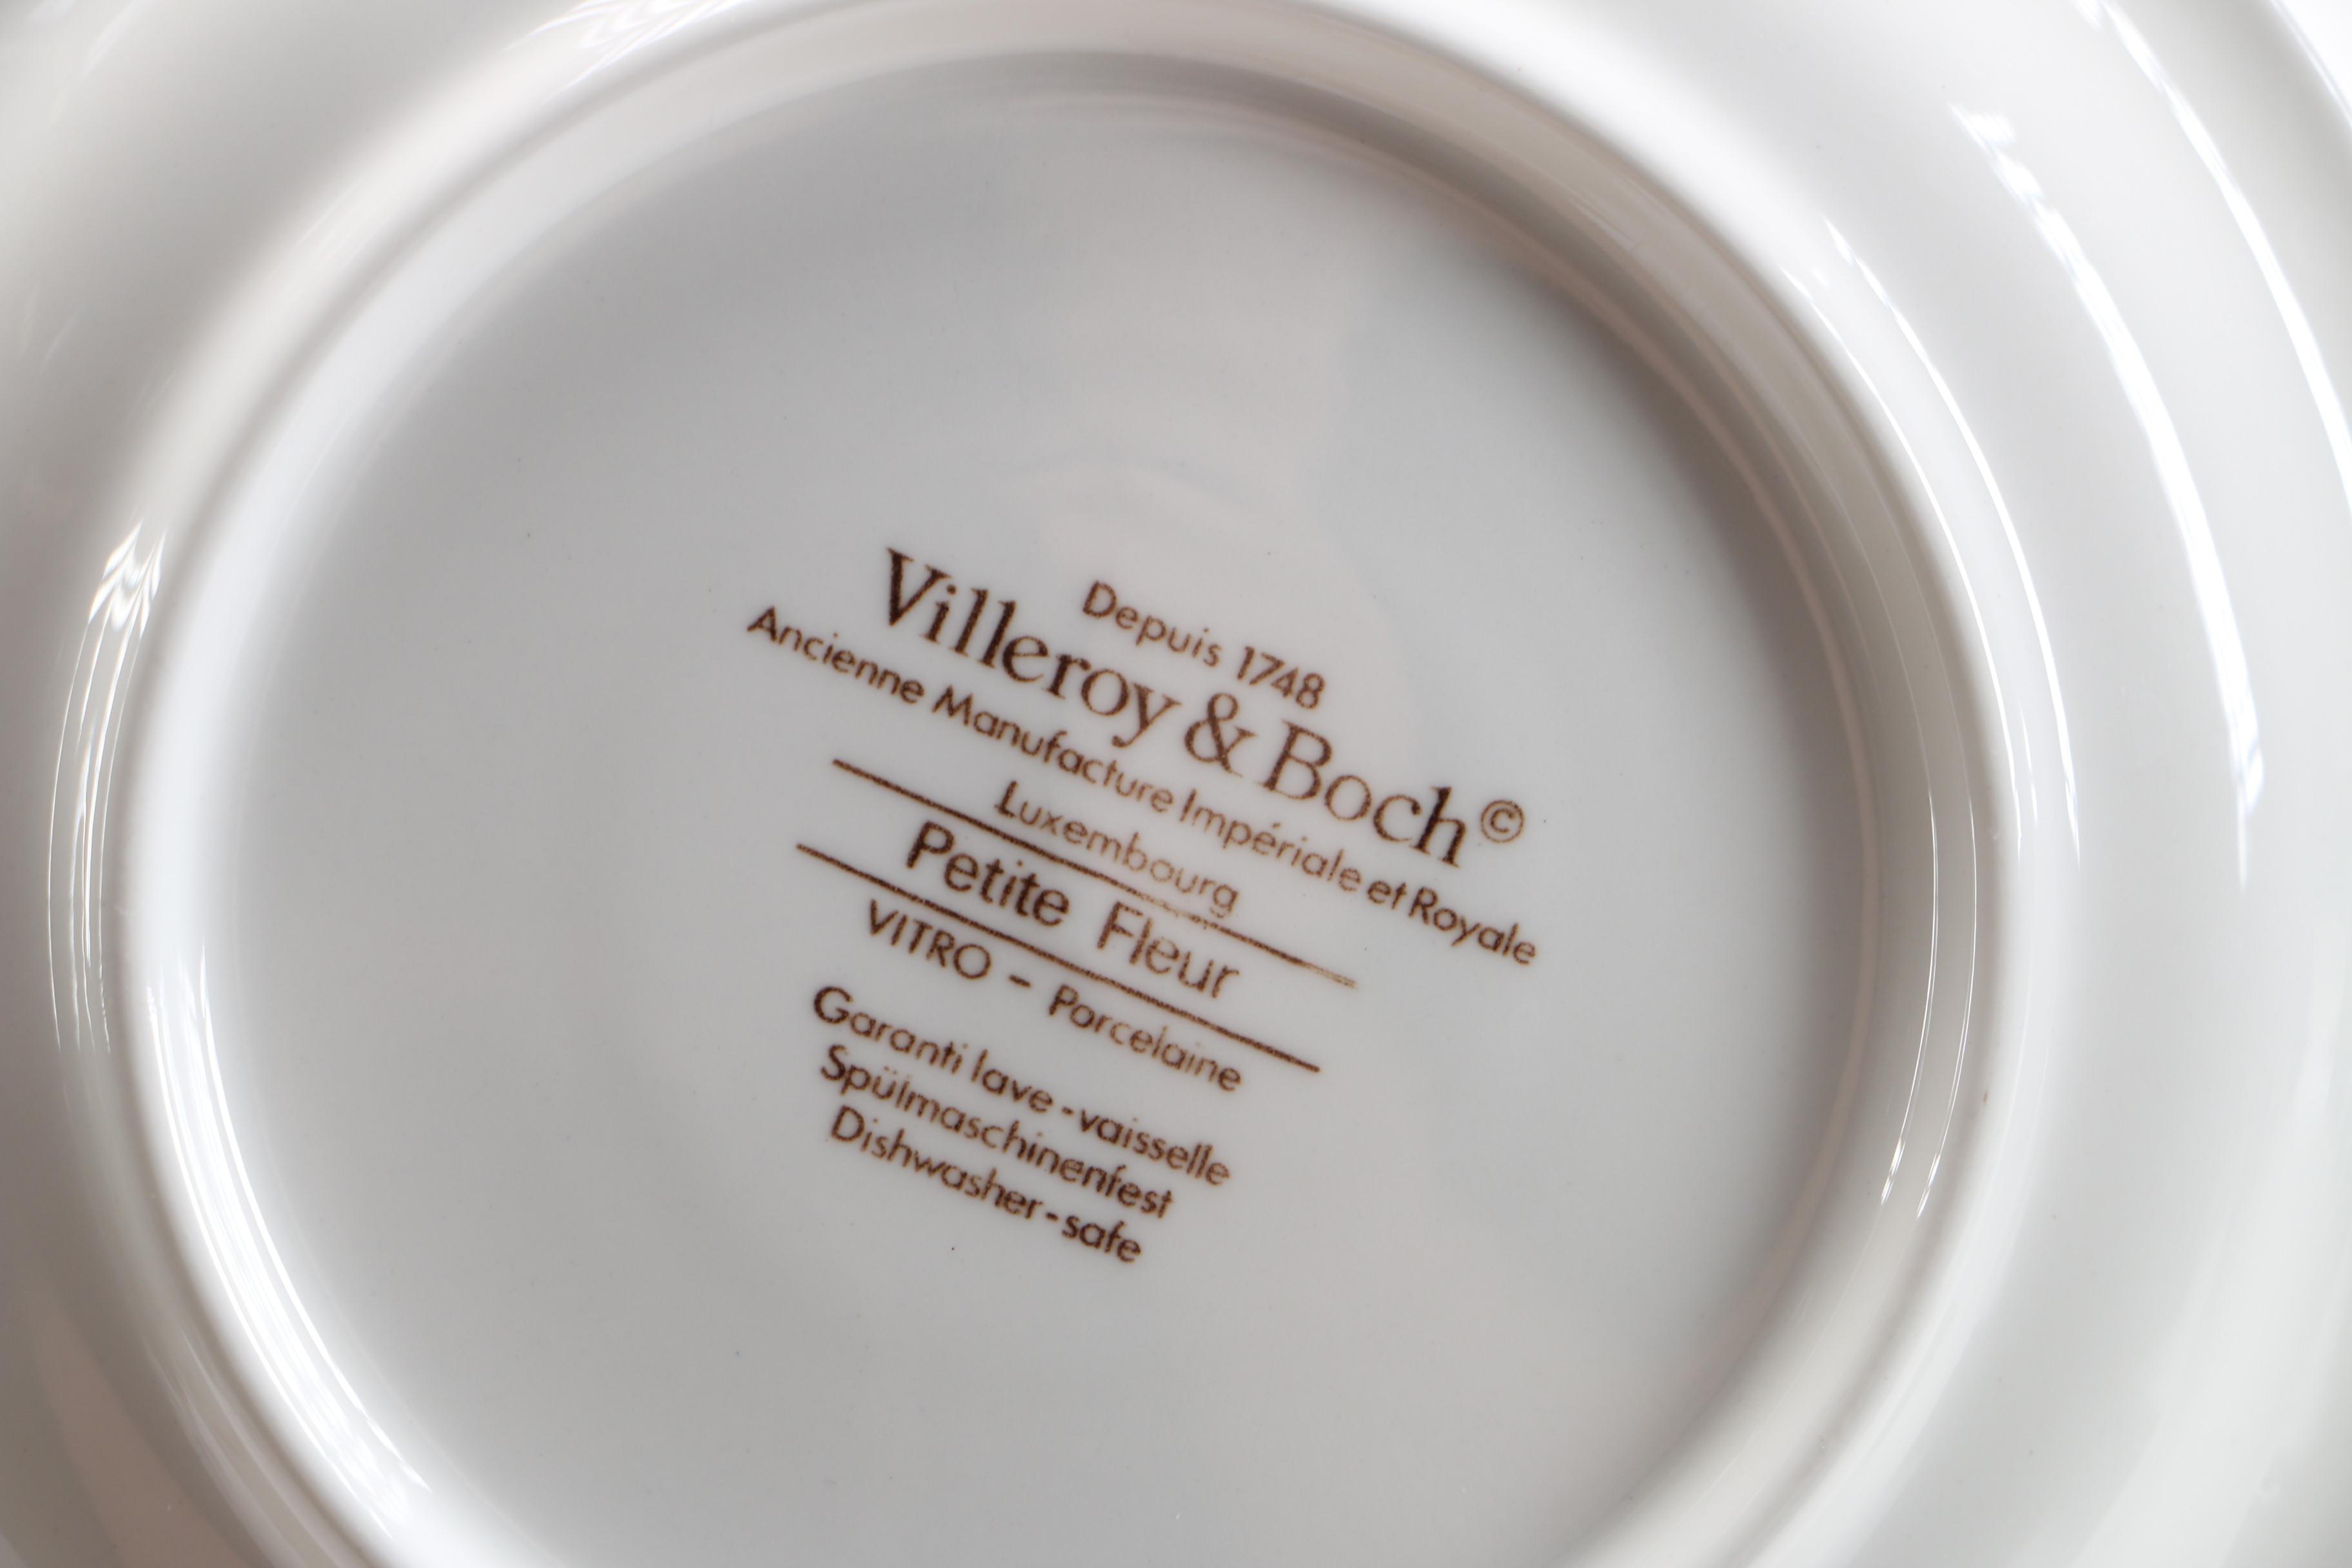 Depuis 1748
Villeroy & Boch©
Ancienne Manufacture Impériale et Royale
Luxembourg
Petite Fleur
VITRO - Porcelaine
Garanti lave-vaisselle
Spülmaschinenfest
Dishwasher-safe